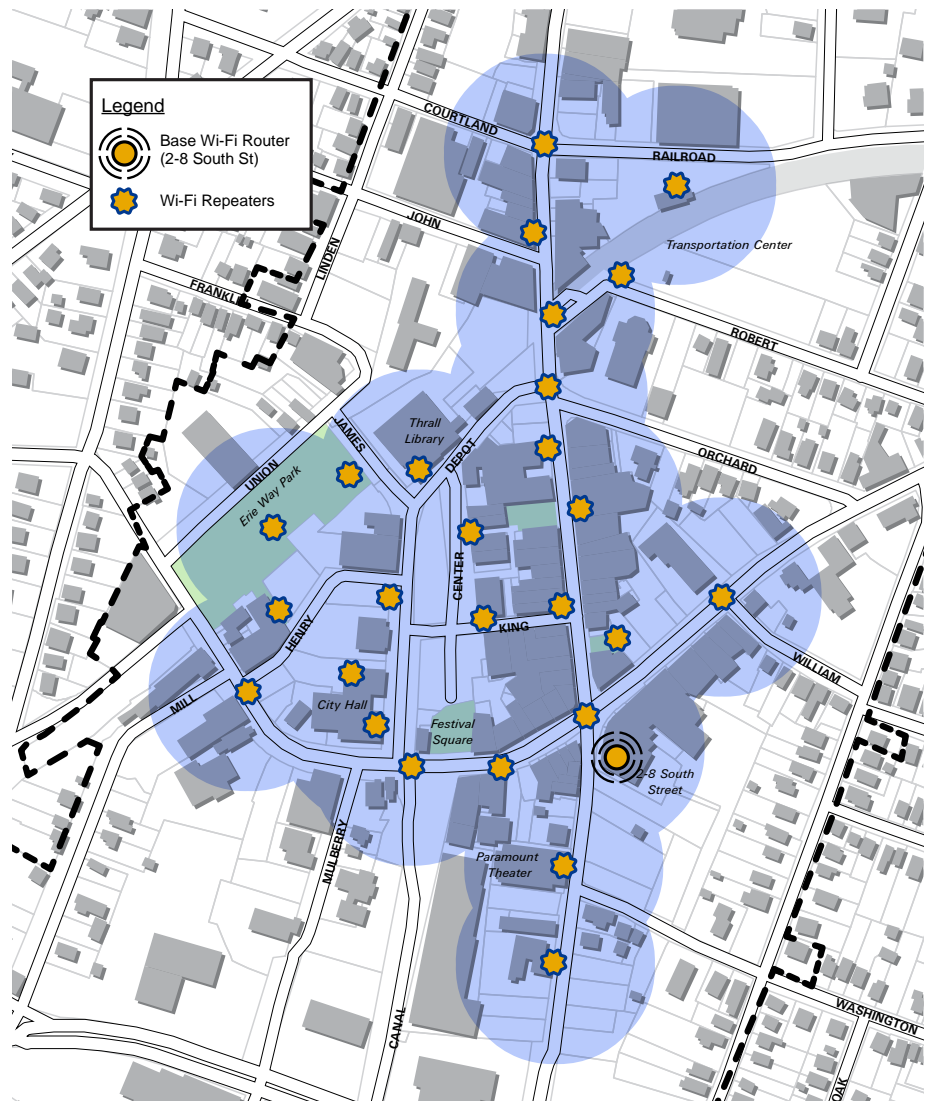 Legend
Base Wi-Fi Router
(2-8 South St)
Wi-Fi Repeaters
COURTLAND
RAILROAD
JOHN
Transportation Center
LINDEN
FRANKLI
ROBERT
JAMES
Thrall
Library
DEPOT
UNION
Erie Way Park
ORCHARD
CENTER
HENRY
KING
WILLIAM
MILL
City Hall
Festival
Square
2-8 South
Street
MULBERRY
Paramount
Theater
CANAL
WASHINGTON
OAK